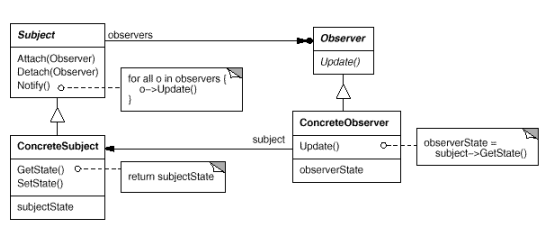 Subject
observers
Observer
Attach(Observer)
Detach(Observer)
Notify()
Update()
for all o in observers {
o->Update()
}
ConcreteObserver
ConcreteSubject
subject
Update()
observerState =
subject->GetState()
GetState()
SetState()
return subjectState
observerState
subjectState